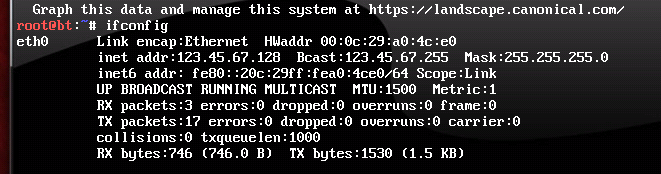 Graph this data and manage this system at https://landscape.canonical.com/
root@bt:~# ifconfig
eth0 Link encap:Ethernet HWaddr 00:0c:29:a0:4c:e0
inet addr:123.45.67.128 Bcast:123.45.67.255 Mask:255.255.255.0
inet6 addr: fe80::20c:29ff:fea0:4ce0/64 Scope:Link
UP BROADCAST RUNNING MULTICAST MTU:1500 Metric:1
RX packets:3 errors:0 dropped:0 overruns:0 frame:0
TX packets:17 errors:0 dropped:0 overruns:0 carrier:0
collisions:0 txqueuelen:1000
RX bytes:746 (746.0 B) TX bytes:1530 (1.5 KB)